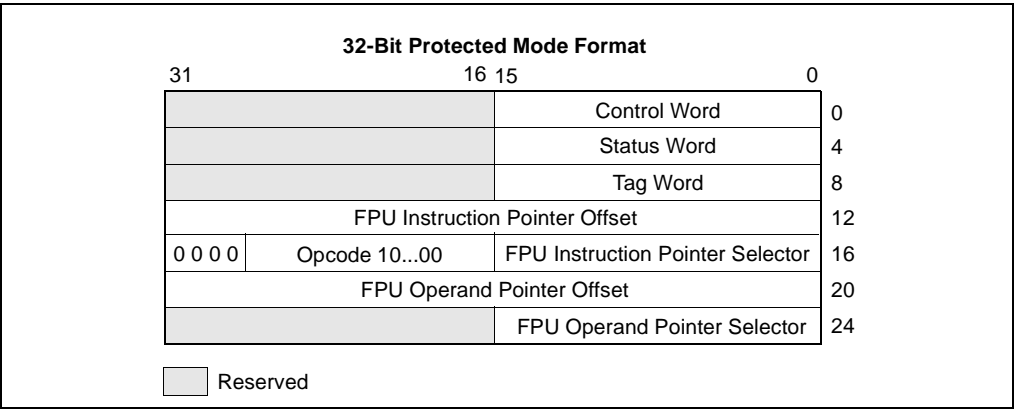 32-Bit Protected Mode Format
31 16 15 0
Control Word 0
Status Word 4
Tag Word 8
FPU Instruction Pointer Offset 12
0 0 0 0 Opcode 10...00 FPU Instruction Pointer Selector 16
FPU Operand Pointer Offset 20
FPU Operand Pointer Selector 24
Reserved